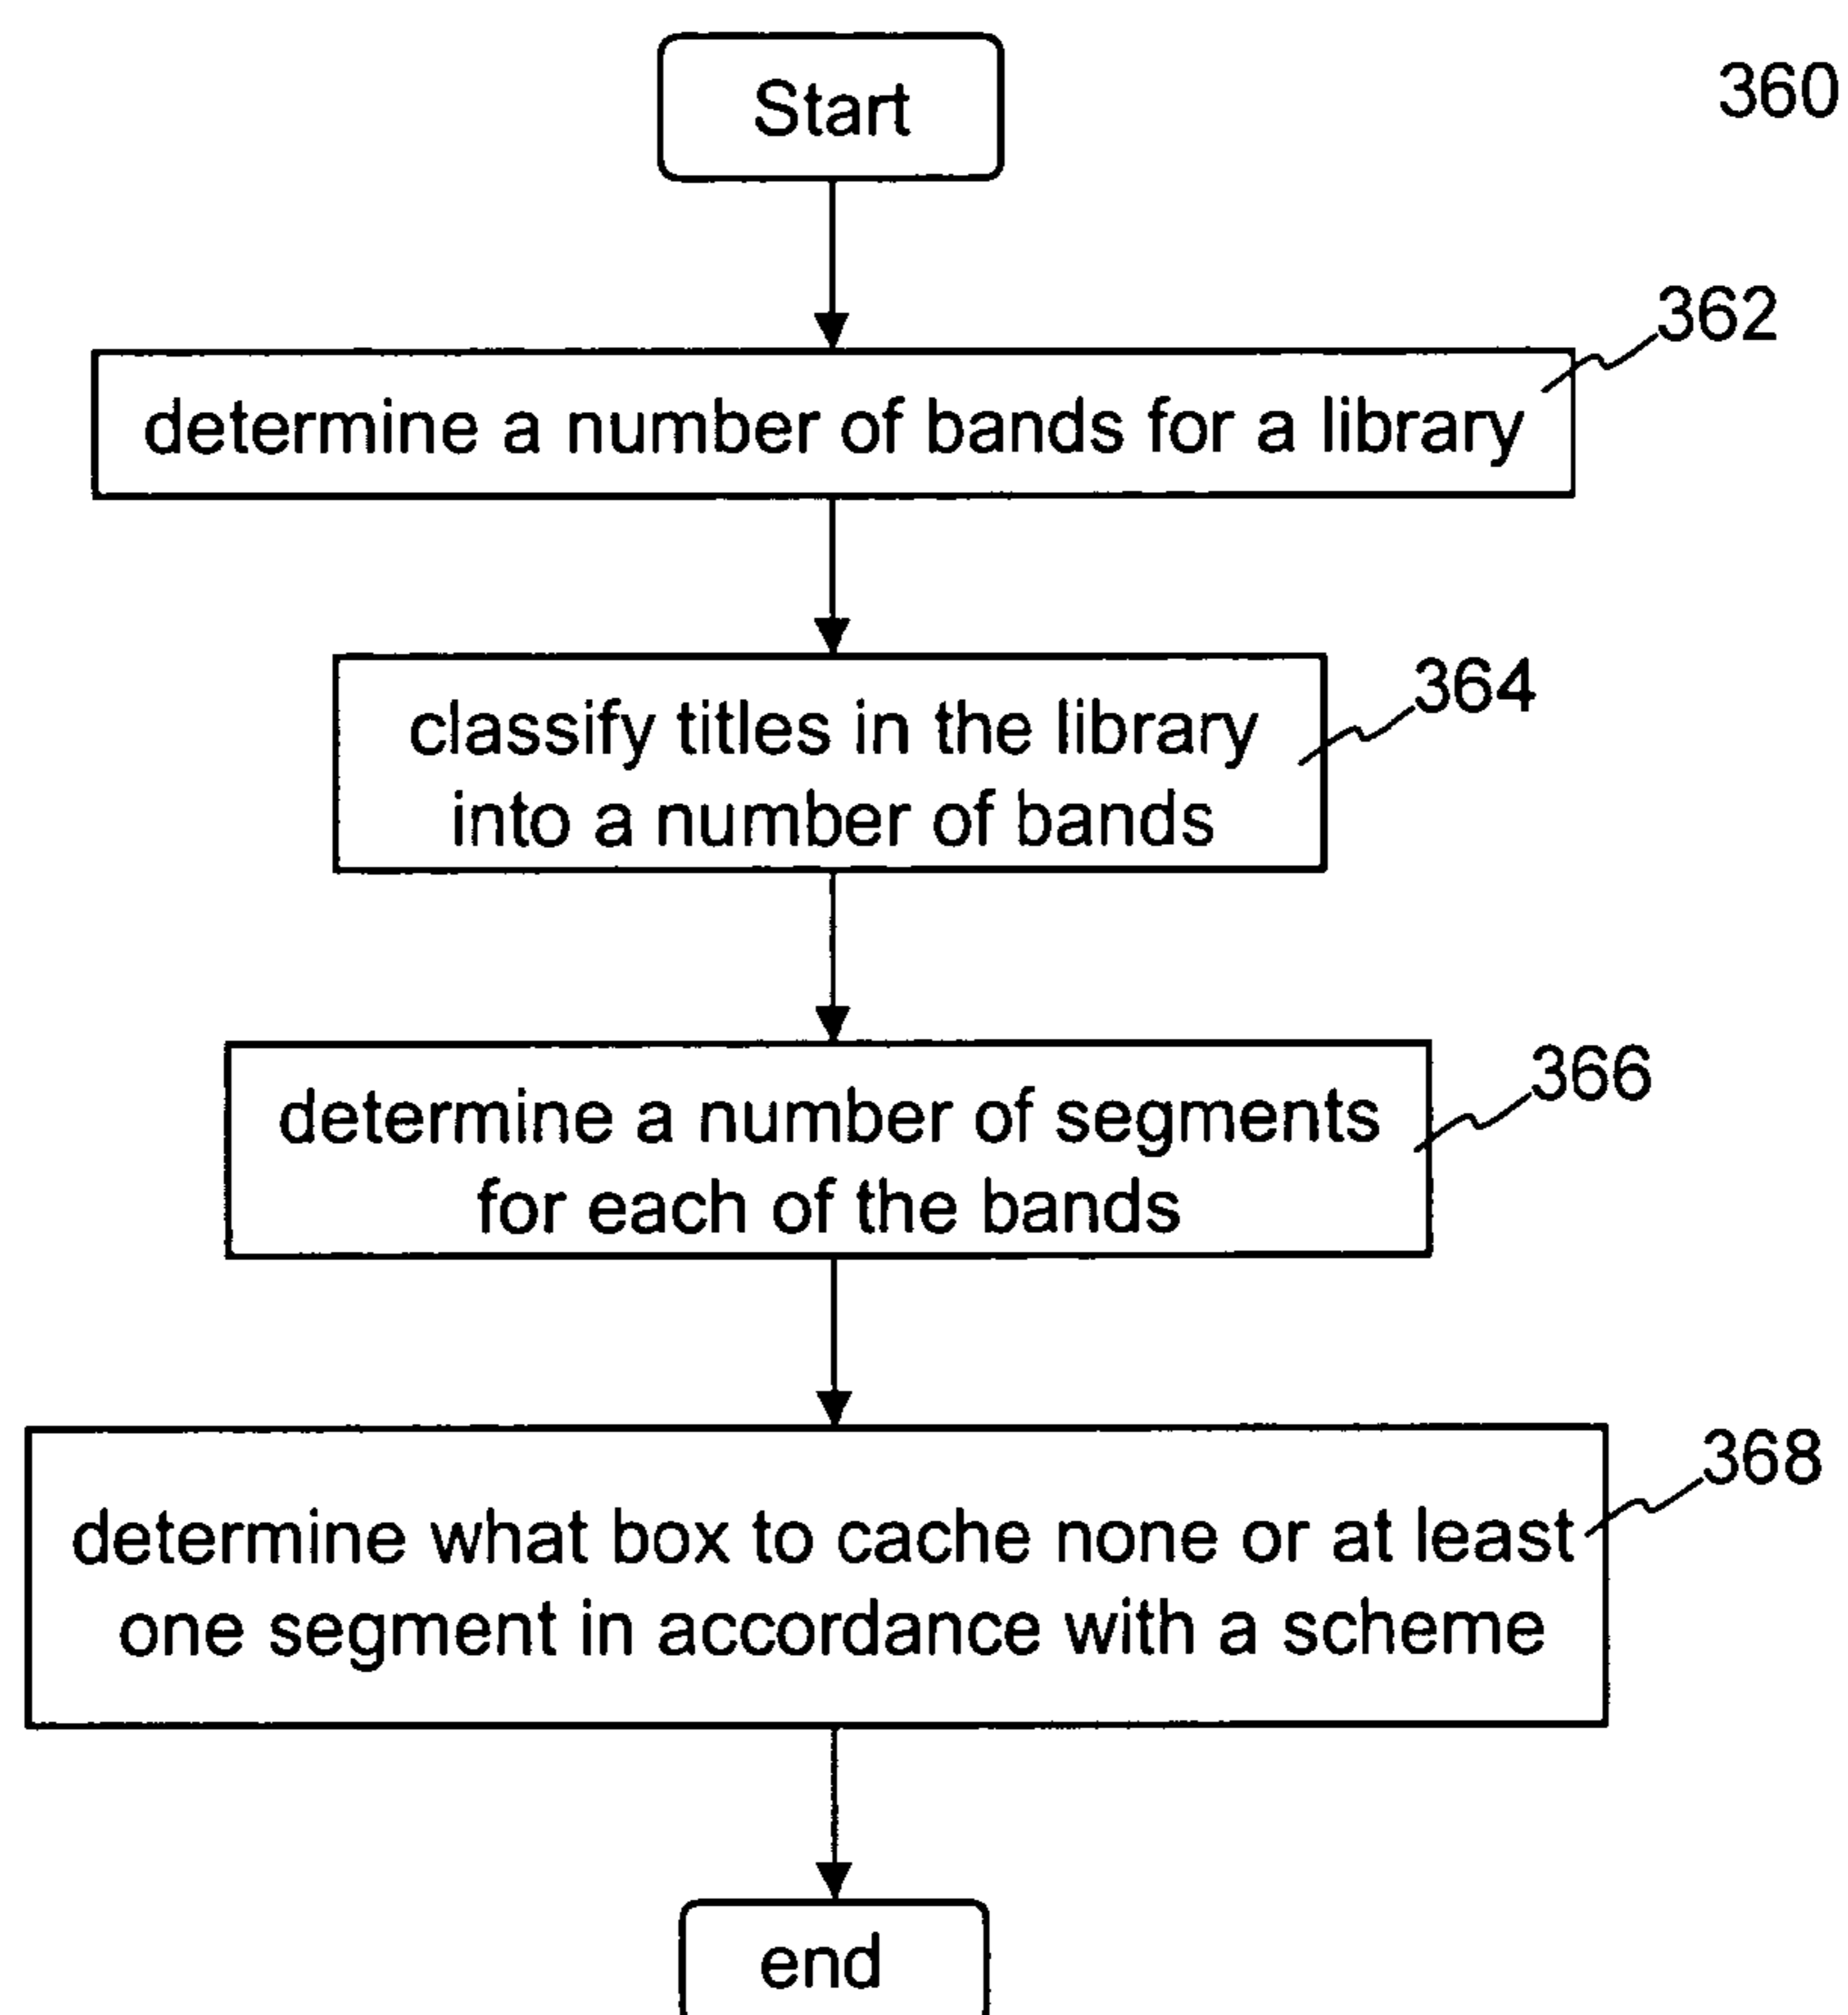 Start
360
362
determine a number of bands for a library
364
classify titles in the library
into a number of bands
366
determine a number of segments
for each of the bands
368
determine what box to cache none or at least
one segment in accordance with a scheme
end